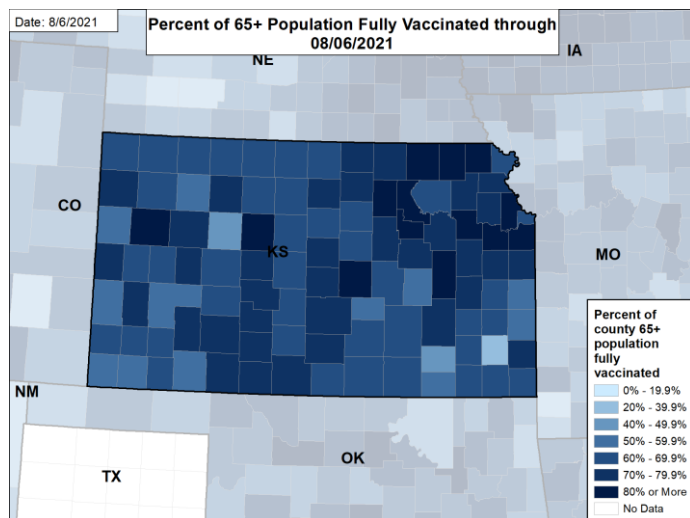 Date: 8/6/2021
Percent of 65+ Population Fully Vaccinated through
08/06/2021
NE
IA
CO
KS
MO
NM
OK
TX
Percent of
county 65+
population
fully
vaccinated
0% - 19.9%
20% - 39.9%
40% - 49.9%
50% - 59.9%
60% - 69.9%
70% - 79.9%
80% or More
No Data